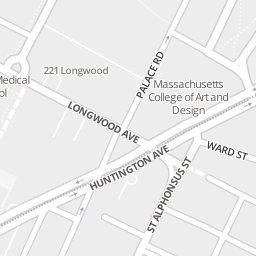 PALACE RD
221 Longwood
Medical
ol
Massachusetts
College of Art and
Design
LONGWOOD AVE
WARD ST
HUNTINGTON AVE
ST ALPHONSUS ST